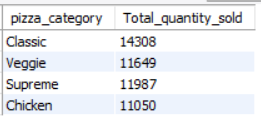 pizza_category Total_quantity_sold
Classic 14308
Veggie 11649
Supreme 11987
Chicken 11050